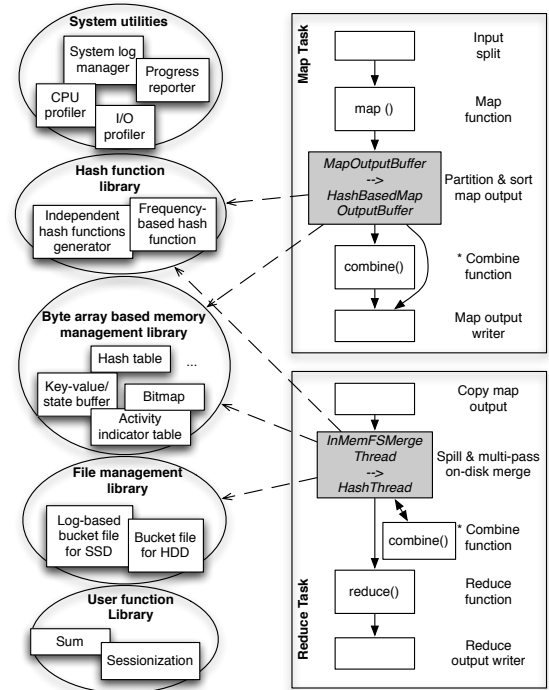 System utilities
System log
manager
Progress
reporter
CPU
profiler
I/O
profiler
Hash function
library
Independent
hash functions
generator
Frequency-
based hash
function
Byte array based memory
management library
Hash table
...
Key-value/
state buffer
Bitmap
Activity
indicator table
File management
library
Log-based
bucket file
for SSD
Bucket file
for HDD
User function
Library
Sum
Sessionization
Map Task
Input
split
map ()
Map
function
MapOutputBuffer
-->
HashBasedMap
OutputBuffer
Partition & sort
map output
combine()
* Combine
function
Map output
writer
Reduce Task
Copy map
output
InMemFSMerge
Thread
-->
HashThread
Spill & multi-pass
on-disk merge
combine()
* Combine
function
reduce()
Reduce
function
Reduce
output writer